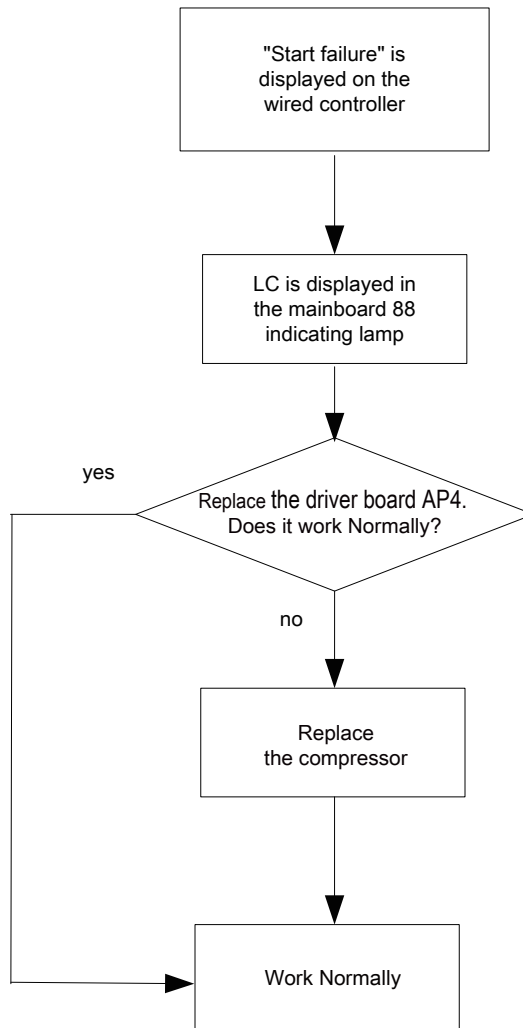 "Start failure" is
displayed on the
wired controller
LC is displayed in
the mainboard 88
indicating lamp
yes
Replace the driver board AP4.
Does it work Normally?
no
Replace
the compressor
Work Normally